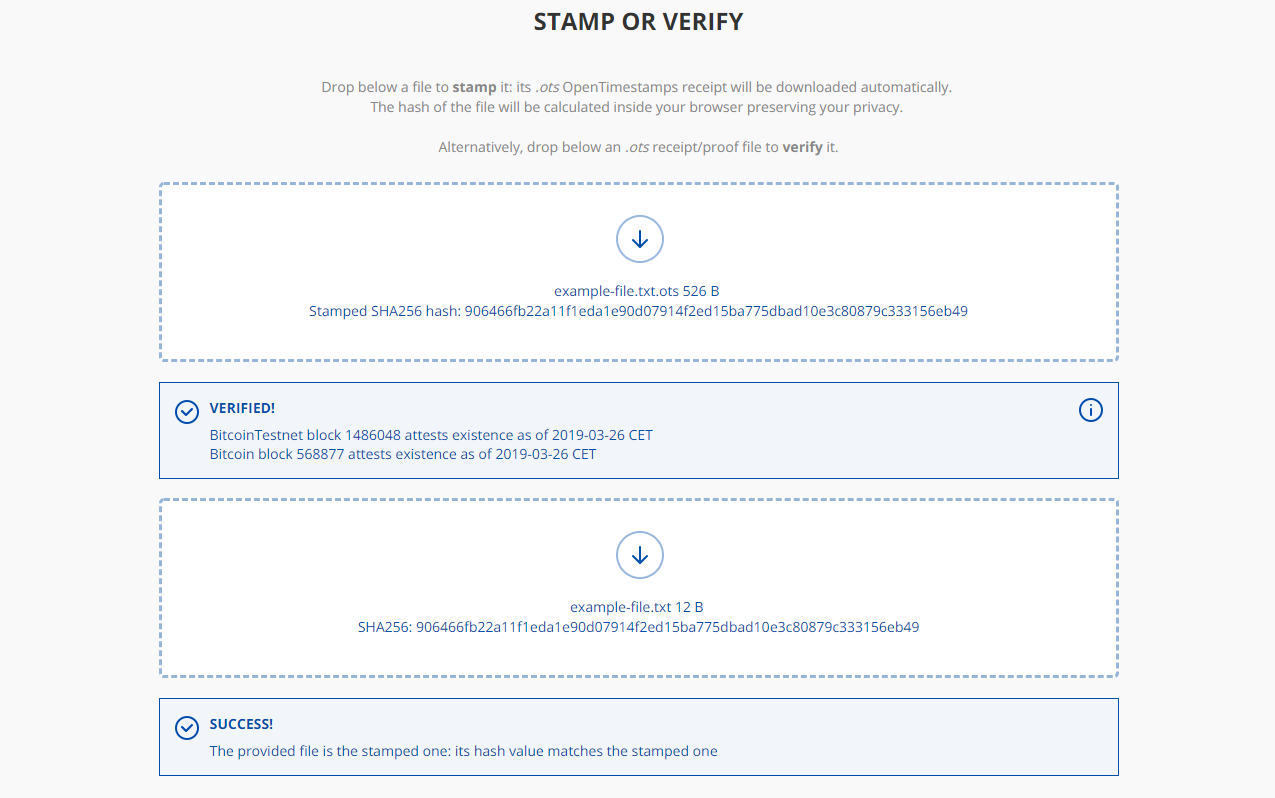 STAMP OR VERIFY
Drop below a file to stamp it: its .ots OpenTimestamps receipt will be downloaded automatically.
The hash of the file will be calculated inside your browser preserving your privacy.
Alternatively, drop below an .ots receipt/proof file to verify it.
example-file.txt.ots 526 B
Stamped SHA256 hash: 906466fb22a11f1eda1e90d07914f2ed15ba775dbad10e3c80879c333156eb49
VERIFIED!
BitcoinTestnet block 1486048 attests existence as of 2019-03-26 CET
Bitcoin block 568877 attests existence as of 2019-03-26 CET
example-file.txt 12 B
SHA256: 906466fb22a11f1eda1e90d07914f2ed15ba775dbad10e3c80879c333156eb49
SUCCESS!
The provided file is the stamped one: its hash value matches the stamped one